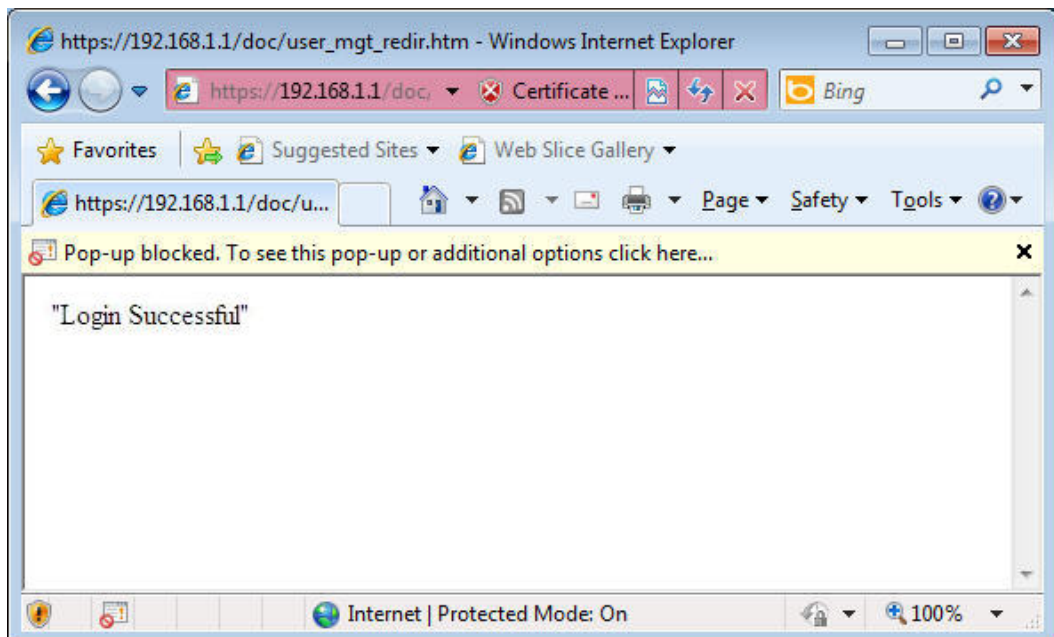 https://192.168.1.1/doc/user_mgt_redir.htm - Windows Internet Explorer
https://192.168.1.1/doc, Certificate ... Bing
Favorites Suggested Sites Web Slice Gallery
https://192.168.1.1/doc/u... Page Safety Tools
Pop-up blocked. To see this pop-up or additional options click here...
"Login Successful"
Internet | Protected Mode: On 100%